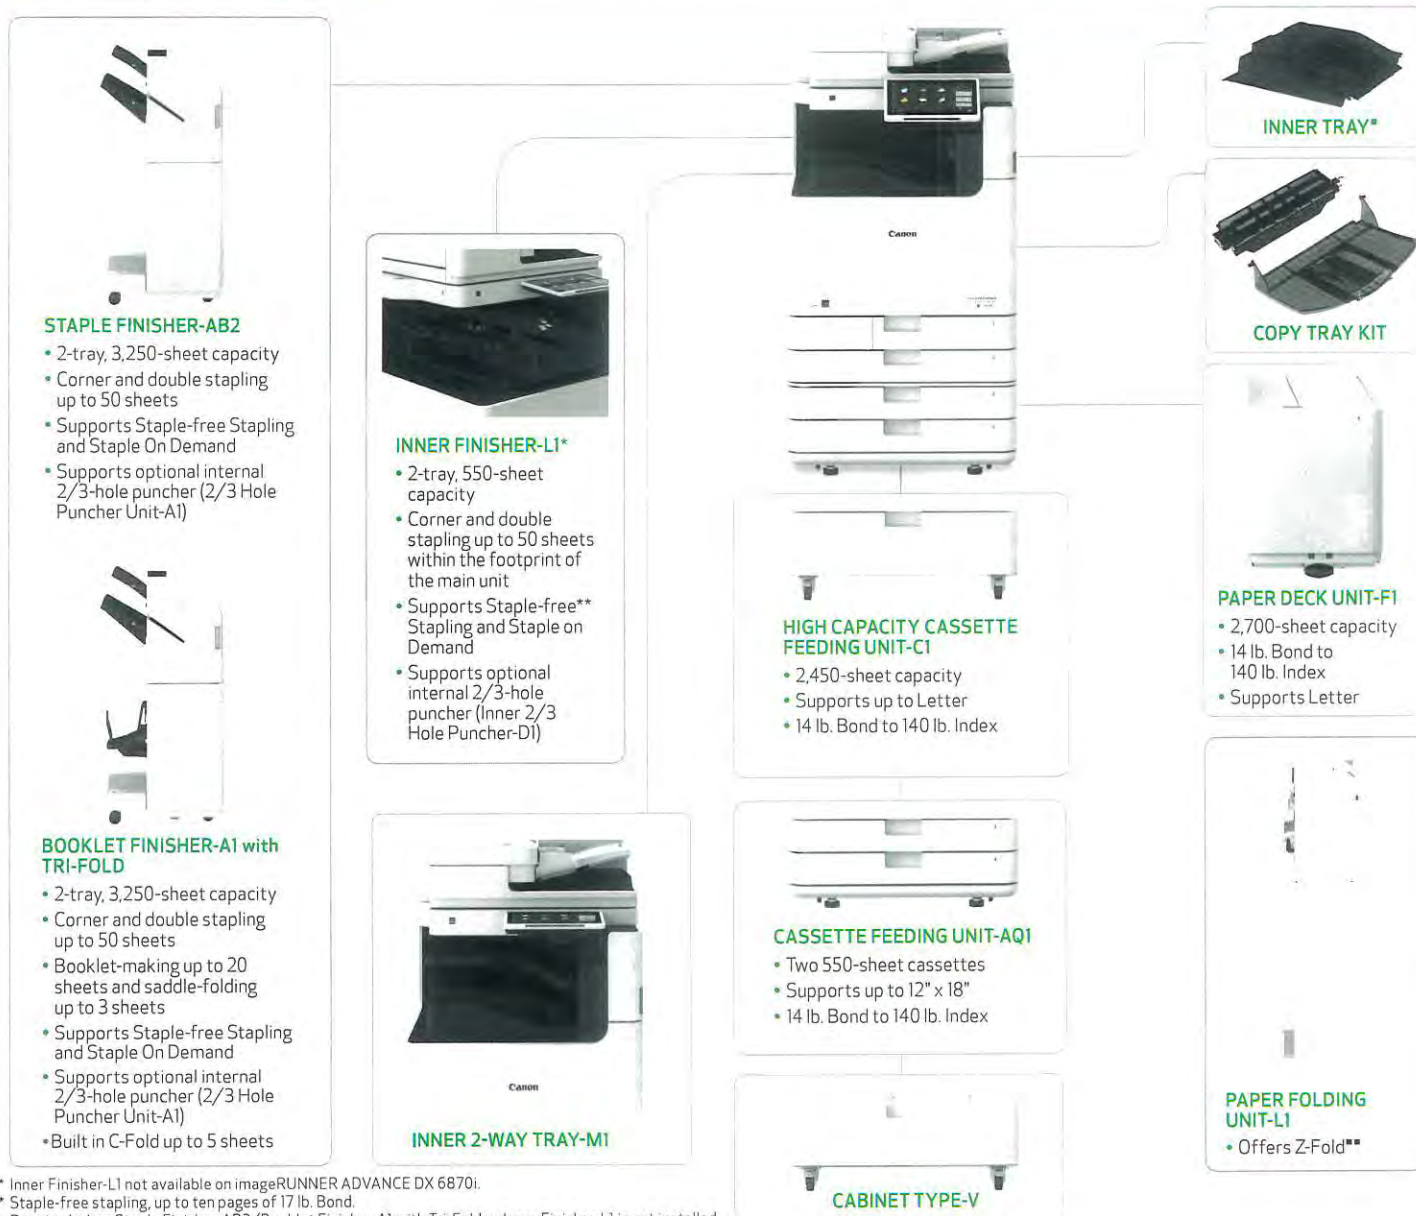 STAPLE FINISHER-AB2
• 2-tray, 3,250-sheet capacity
• Corner and double stapling
up to 50 sheets
• Supports Staple-free Stapling
and Staple On Demand
• Supports optional internal
2/3-hole puncher (2/3 Hole
Puncher Unit-A1)
BOOKLET FINISHER-A1 with
TRI-FOLD
• 2-tray, 3,250-sheet capacity
• Corner and double stapling
up to 50 sheets
• Booklet-making up to 20
sheets and saddle-folding
up to 3 sheets
• Supports Staple-free Stapling
and Staple On Demand
• Supports optional internal
2/3-hole puncher (2/3 Hole
Puncher Unit-A1)
•Built in C-Fold up to 5 sheets
INNER FINISHER-L1*
• 2-tray, 550-sheet
capacity
• Corner and double
stapling up to 50 sheets
within the footprint of
the main unit
• Supports Staple-free**
Stapling and Staple on
Demand
• Supports optional
internal 2/3-hole
puncher (Inner 2/3
Hole Puncher-D1)
Canon
INNER 2-WAY TRAY-M1
Canon
HIGH CAPACITY CASSETTE
FEEDING UNIT-C1
• 2,450-sheet capacity
• Supports up to Letter
• 14 lb. Bond to 140 lb. Index
CASSETTE FEEDING UNIT-AQ1
• Two 550-sheet cassettes
• Supports up to 12" x 18"
• 14 lb. Bond to 140 lb. Index
CABINET TYPE-V
INNER TRAY▪
COPY TRAY KIT
PAPER DECK UNIT-F1
• 2,700-sheet capacity
• 14 lb. Bond to
140 lb. Index
• Supports Letter
PAPER FOLDING
UNIT-L1
• Offers Z-Fold▪▪
* Inner Finisher-L1 not available on imageRUNNER ADVANCE DX 6870i.
* Staple-free stapling, up to ten pages of 17 lb. Bond.